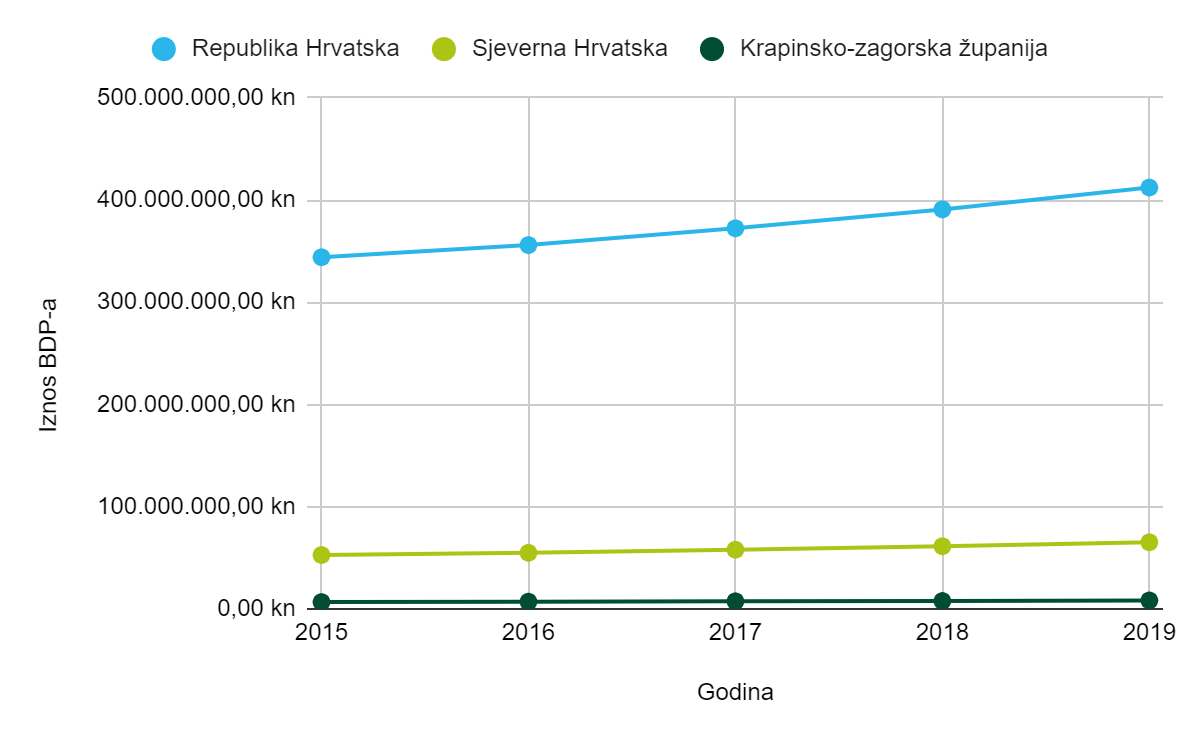 Republika Hrvatska
Sjeverna Hrvatska
Krapinsko-zagorska županija
500.000.000,00 kn
400.000.000,00 kn
300.000.000,00 kn
200.000.000,00 kn
100.000.000,00 kn
0,00 kn
Iznos BDP-a
2015
2016
2017
2018
2019
Godina